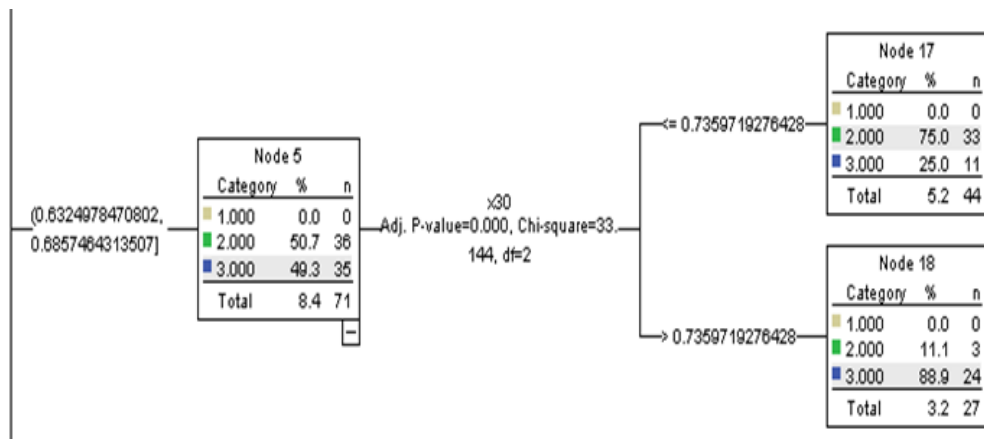 (0.6324978470802,
0.6857464313507]
Node 5
Category % n
1.000 0.0 0
2.000 50.7 36
3.000 49.3 35
Total 8.4 71
x30
Adj. P-value=0.000, Chi-square=33.
144, df=2
<= 0.7359719276428
Node 17
Category % n
1.000 0.0 0
2.000 75.0 33
3.000 25.0 11
Total 5.2 44
> 0.7359719276428
Node 18
Category % n
1.000 0.0 0
2.000 11.1 3
3.000 88.9 24
Total 3.2 27